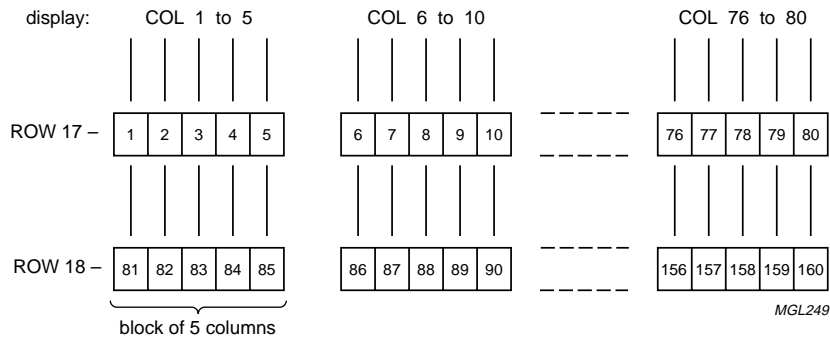 display: COL 1 to 5 COL 6 to 10 COL 76 to 80
ROW 17 – 1 2 3 4 5 6 7 8 9 10 76 77 78 79 80
ROW 18 – 81 82 83 84 85 86 87 88 89 90 156 157 158 159 160
MGL249
block of 5 columns